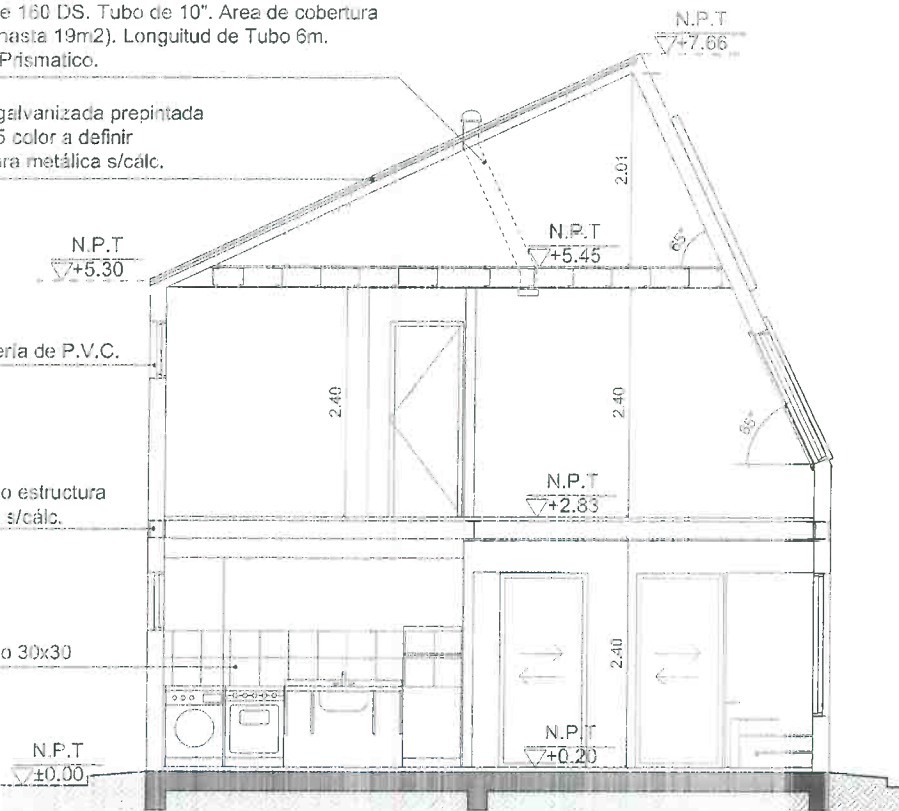 e 160 DS. Tubo de 10". Area de cobertura
hasta 19m2). Longuitud de Tubo 6m.
Prismatico.
galvanizada prepintada
5 color a definir
ra metálica s/cálc.
N.P.T
+7.66
2.01
65°
N.P.T
+5.45
N.P.T
+5.30
ería de P.V.C.
2.40
2.40
65°
o estructura
s/cálc.
N.P.T
+2.83
o 30x30
2.40
N.P.T
+0.20
N.P.T
±0.00